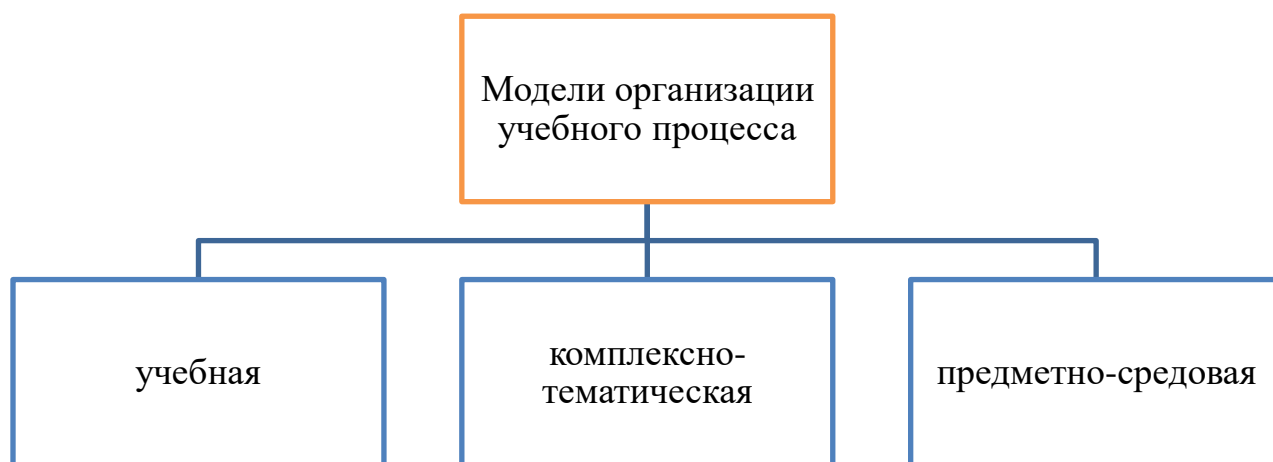 Модели организации
учебного процесса
учебная
комплексно-
тематическая
предметно-средовая